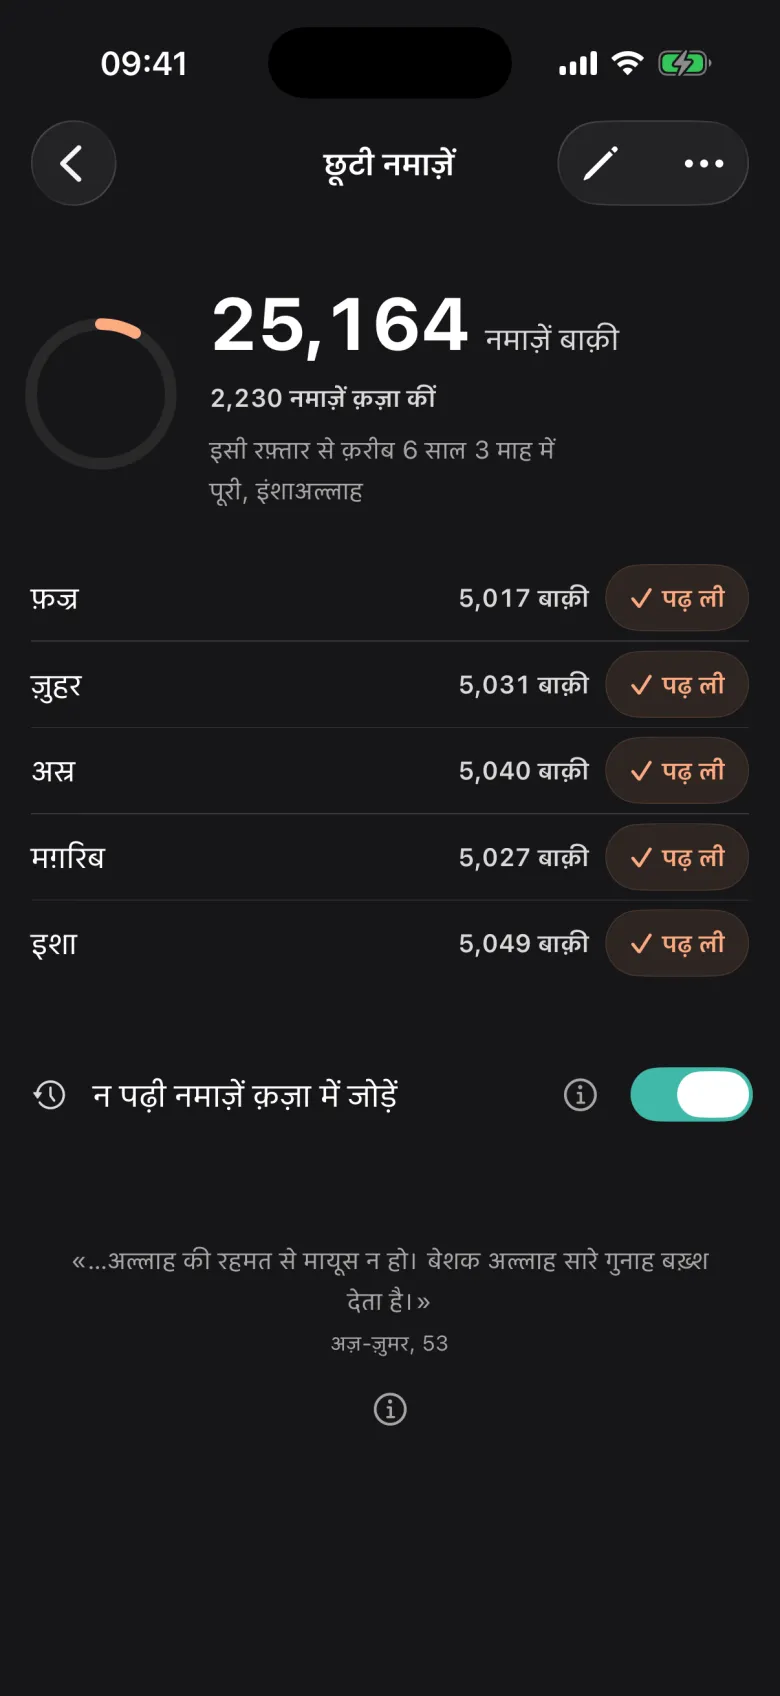 09:41
छूटी नमाज़ें
25,164 नमाज़ें बाक़ी
2,230 नमाज़ें क़ज़ा कीं
इसी रफ़्तार से क़रीब 6 साल 3 माह में
पूरी, इंशाअल्लाह
फ़ज्र 5,017 बाक़ी पढ़ ली
ज़ुहर 5,031 बाक़ी पढ़ ली
अस्र 5,040 बाक़ी पढ़ ली
मग़रिब 5,027 बाक़ी पढ़ ली
इशा 5,049 बाक़ी पढ़ ली
न पढ़ी नमाज़ें क़ज़ा में जोड़ें
«...अल्लाह की रहमत से मायूस न हो। बेशक अल्लाह सारे गुनाह बख़्श
देता है।»
अज़-ज़ुमर, 53